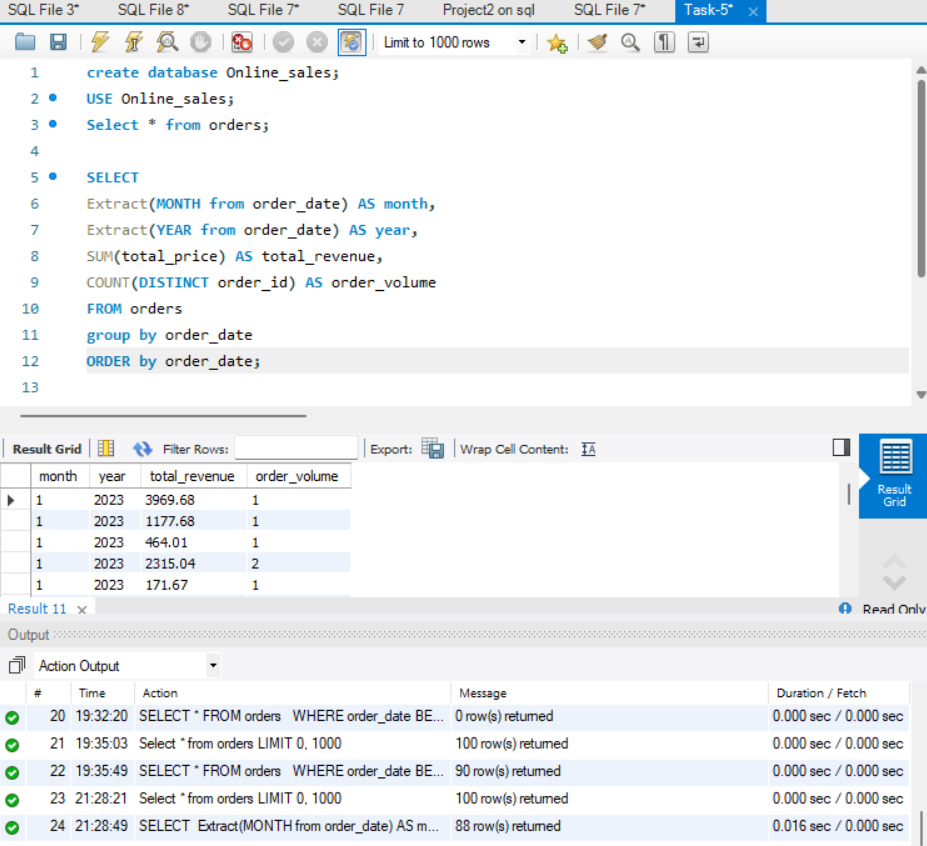 SQL File 3* SQL File 8* SQL File 7* SQL File 7 Project2 on sql SQL File 7* Task-5*
Limit to 1000 rows
1 create database Online_sales;
2 USE Online_sales;
3 Select * from orders;
4
5 SELECT
6 Extract(MONTH from order_date) AS month,
7 Extract(YEAR from order_date) AS year,
8 SUM(total_price) AS total_revenue,
9 COUNT(DISTINCT order_id) AS order_volume
10 FROM orders
11 group by order_date
12 ORDER by order_date;
13
Result Grid Filter Rows: Export: Wrap Cell Content:
Result Grid
month year total_revenue order_volume
1 2023 3969.68 1
1 2023 1177.68 1
1 2023 464.01 1
1 2023 2315.04 2
1 2023 171.67 1
Result 11 Read Only
Output
Action Output
# Time Action Message Duration / Fetch
20 19:32:20 SELECT * FROM orders WHERE order_date BE... 0 row(s) returned 0.000 sec / 0.000 sec
21 19:35:03 Select * from orders LIMIT 0, 1000 100 row(s) returned 0.000 sec / 0.000 sec
22 19:35:49 SELECT * FROM orders WHERE order_date BE... 90 row(s) returned 0.000 sec / 0.000 sec
23 21:28:21 Select * from orders LIMIT 0, 1000 100 row(s) returned 0.000 sec / 0.000 sec
24 21:28:49 SELECT Extract(MONTH from order_date) AS m... 88 row(s) returned 0.016 sec / 0.000 sec